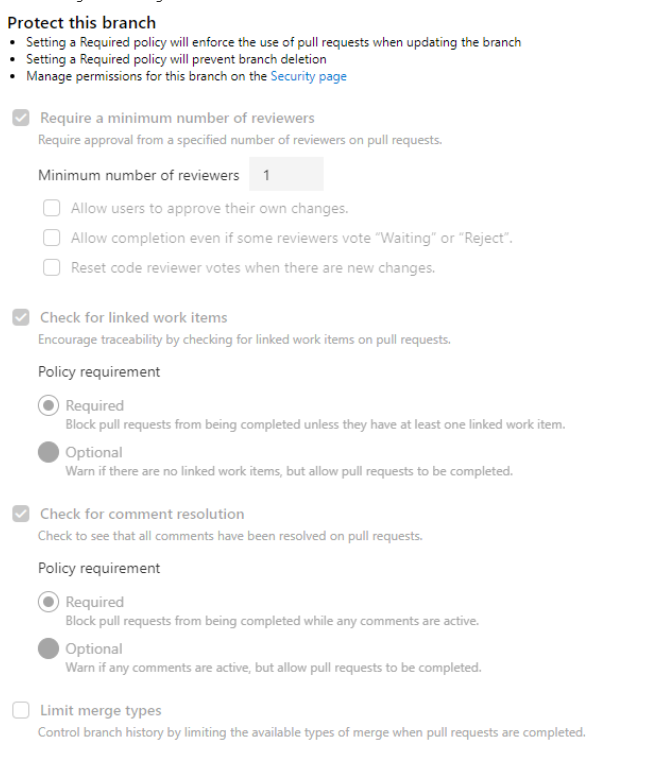 Protect this branch
• Setting a Required policy will enforce the use of pull requests when updating the branch
• Setting a Required policy will prevent branch deletion
• Manage permissions for this branch on the Security page
Require a minimum number of reviewers
Require approval from a specified number of reviewers on pull requests.
Minimum number of reviewers 1
Allow users to approve their own changes.
Allow completion even if some reviewers vote “Waiting” or “Reject”.
Reset code reviewer votes when there are new changes.
Check for linked work items
Encourage traceability by checking for linked work items on pull requests.
Policy requirement
Required
Block pull requests from being completed unless they have at least one linked work item.
Optional
Warn if there are no linked work items, but allow pull requests to be completed.
Check for comment resolution
Check to see that all comments have been resolved on pull requests.
Policy requirement
Required
Block pull requests from being completed while any comments are active.
Optional
Warn if any comments are active, but allow pull requests to be completed.
Limit merge types
Control branch history by limiting the available types of merge when pull requests are completed.